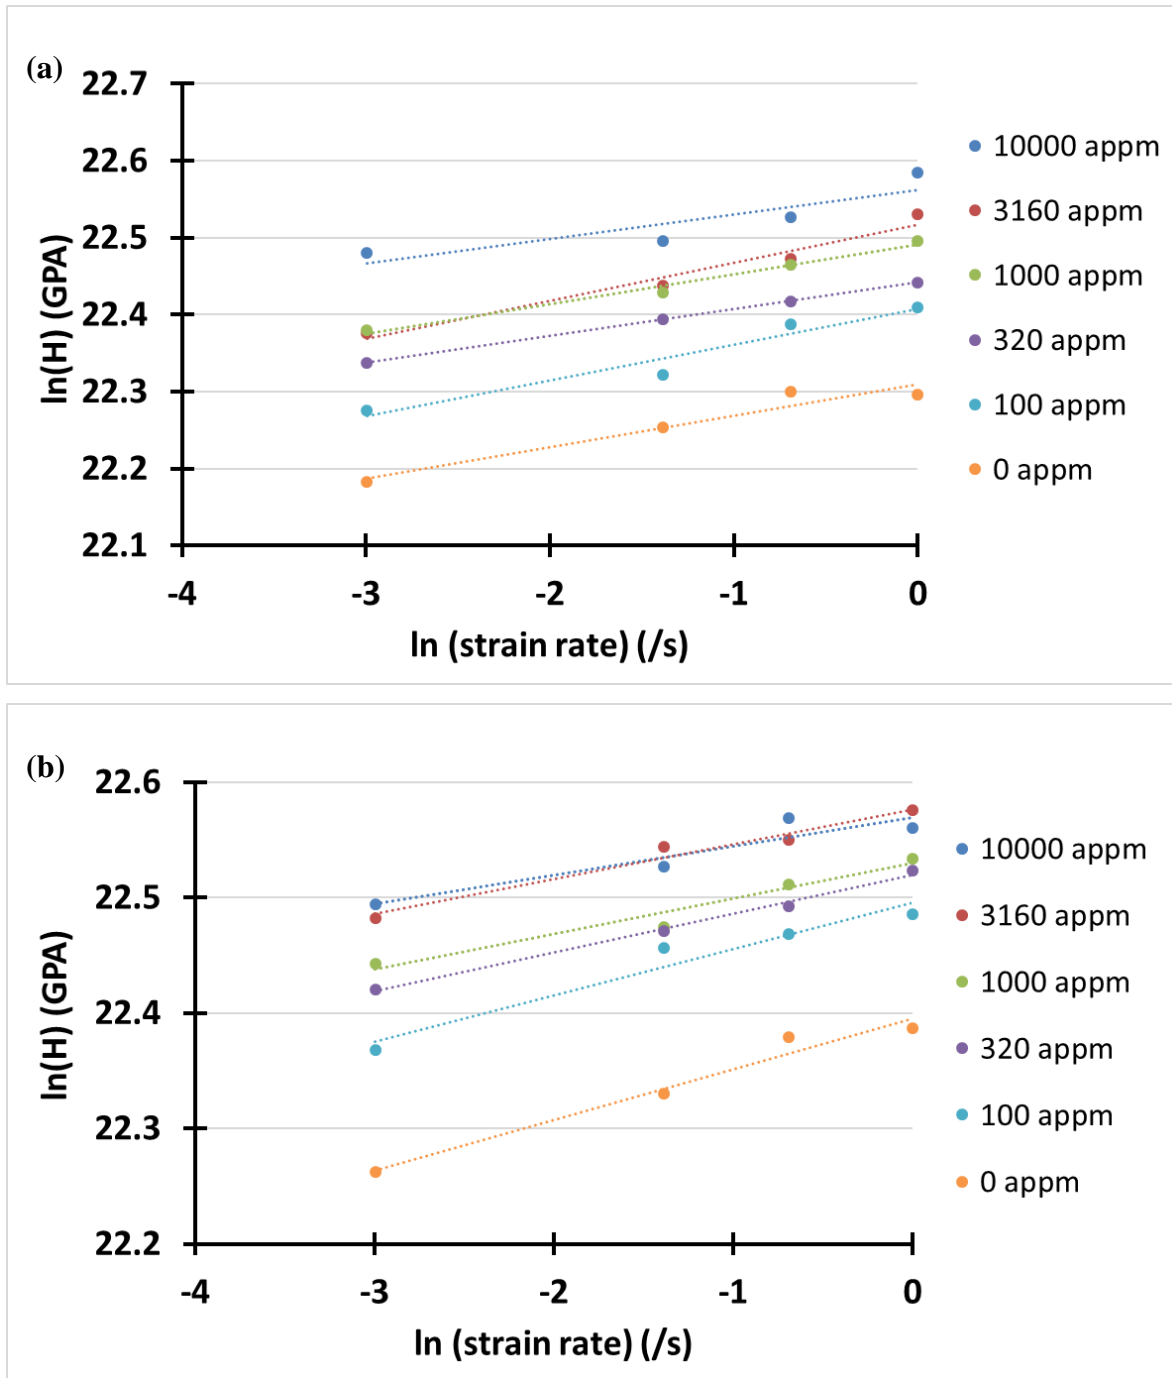 (a)
22.7
22.6
22.5
22.4
22.3
22.2
22.1
ln(H) (GPA)
-4 -3 -2 -1 0
ln (strain rate) (/s)
10000 appm
3160 appm
1000 appm
320 appm
100 appm
0 appm
(b)
22.6
22.5
22.4
22.3
22.2
ln(H) (GPA)
-4 -3 -2 -1 0
ln (strain rate) (/s)
10000 appm
3160 appm
1000 appm
320 appm
100 appm
0 appm